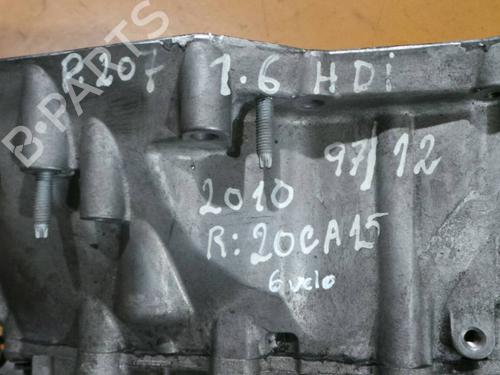 P.207 1.6 HDi
97/12
2010
R: 20CA15
6 velo
B-PARTS